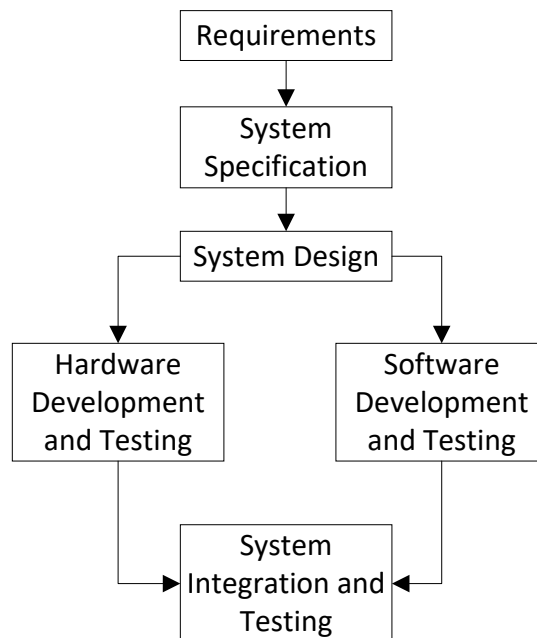 Requirements
System
Specification
System Design
Hardware
Development
and Testing
Software
Development
and Testing
System
Integration and
Testing